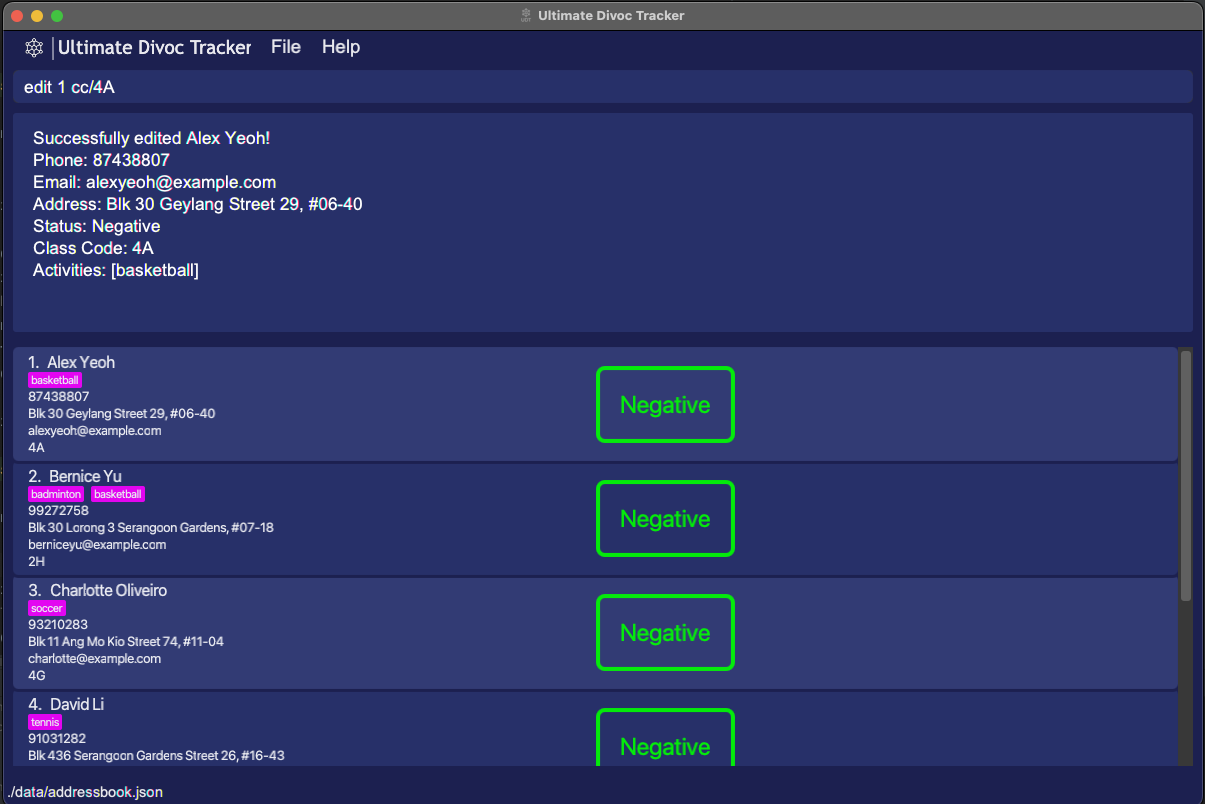 Ultimate Divoc Tracker
|Ultimate Divoc Tracker File Help
edit 1 cc/4A
Successfully edited Alex Yeoh!
Phone: 87438807
Email: alexyeoh@example.com
Address: Blk 30 Geylang Street 29, #06-40
Status: Negative
Class Code: 4A
Activities: [basketball]
1. Alex Yeoh
basketball
87438807
Blk 30 Geylang Street 29, #06-40
alexyeoh@example.com
4A
Negative
2. Bernice Yu
badminton basketball
99272758
Blk 30 Lorong 3 Serangoon Gardens, #07-18
berniceyu@example.com
2H
Negative
3. Charlotte Oliveiro
soccer
93210283
Blk 11 Ang Mo Kio Street 74, #11-04
charlotte@example.com
4G
Negative
4. David Li
tennis
91031282
Blk 436 Serangoon Gardens Street 26, #16-43
Negative
./data/addressbook.json